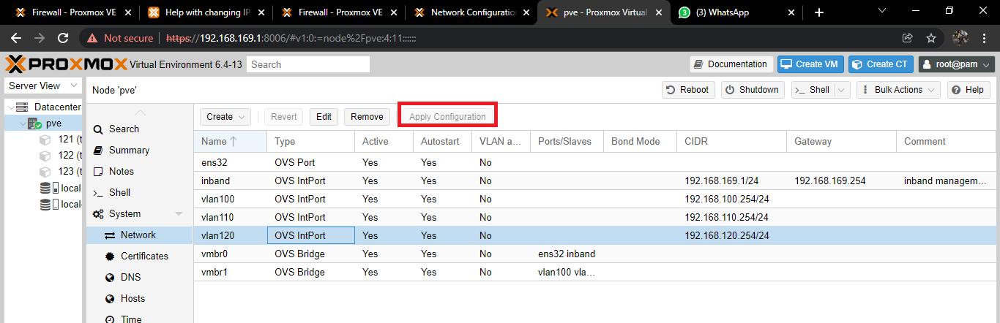 Firewall - Proxmox VE
Help with changing IP
Firewall - Proxmox VE
Network Configuration
pve - Proxmox Virtual
3
(3) WhatsApp
Not secure https://192.168.169.1:8006/#v1:0:=node%2Fpve:4:11::::::
PROXMOX Virtual Environment 6.4-13 Search Documentation Create VM Create CT root@pam
Server View Node 'pve' Reboot Shutdown Shell Bulk Actions Help
Datacenter
pve
121 (t
122 (t
123 (t
local
local-
Search
Summary
Notes
Shell
System
Network
Certificates
DNS
Hosts
Time
Create Revert Edit Remove Apply Configuration
Name Type Active Autostart VLAN a... Ports/Slaves Bond Mode CIDR Gateway Comment
ens32 OVS Port Yes Yes No
inband OVS IntPort Yes Yes No 192.168.169.1/24 192.168.169.254 inband managem...
vlan100 OVS IntPort Yes Yes No 192.168.100.254/24
vlan110 OVS IntPort Yes Yes No 192.168.110.254/24
vlan120 OVS IntPort Yes Yes No 192.168.120.254/24
vmbr0 OVS Bridge Yes Yes No ens32 inband
vmbr1 OVS Bridge Yes Yes No vlan100 vla...